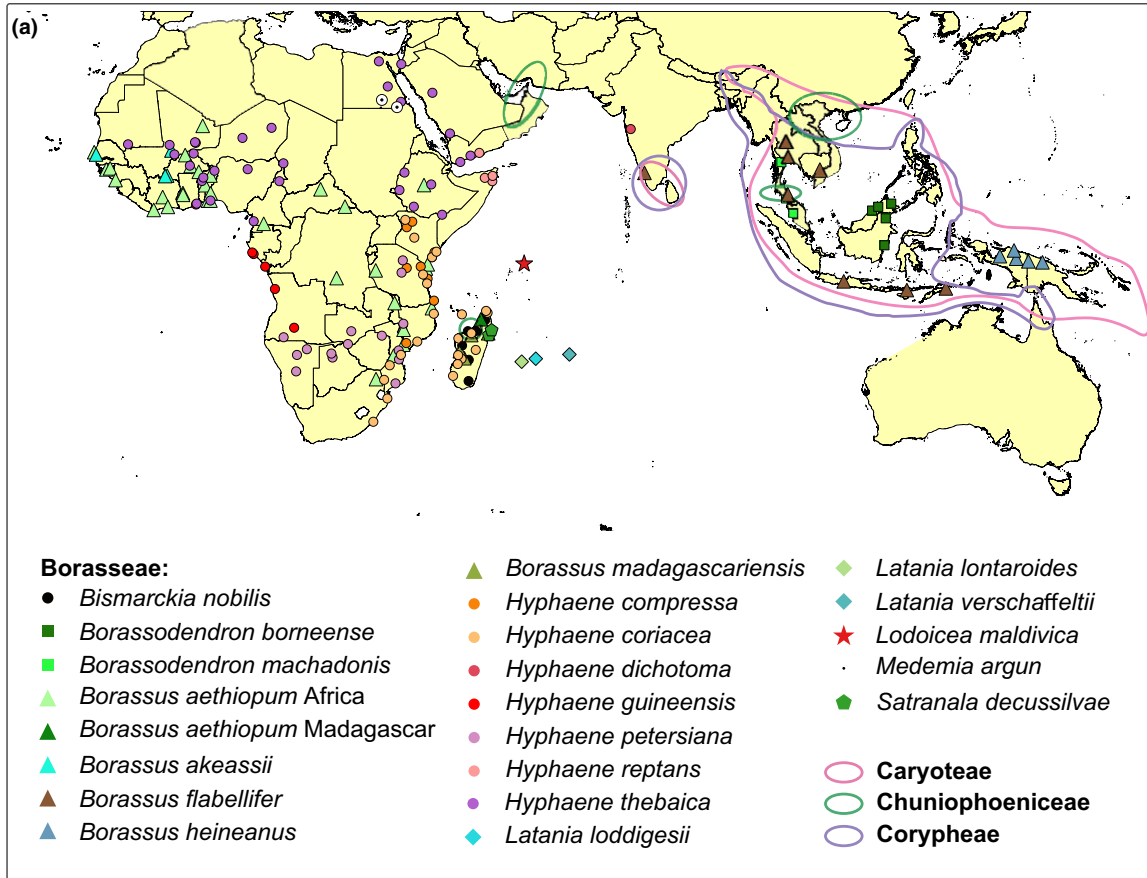 (a)
Borasseae:
Bismarckia nobilis
Borassodendron borneense
Borassodendron machadonis
Borassus aethiopum Africa
Borassus aethiopum Madagascar
Borassus akeassii
Borassus flabellifer
Borassus heineanus
Borassus madagascariensis
Hyphaene compressa
Hyphaene coriacea
Hyphaene dichotoma
Hyphaene guineensis
Hyphaene petersiana
Hyphaene reptans
Hyphaene thebaica
Latania loddigesii
Latania lontaroides
Latania verschaffeltii
Lodoicea maldivica
Medemia argun
Satranala decussilvae
Caryoteae
Chuniophoeniceae
Corypheae